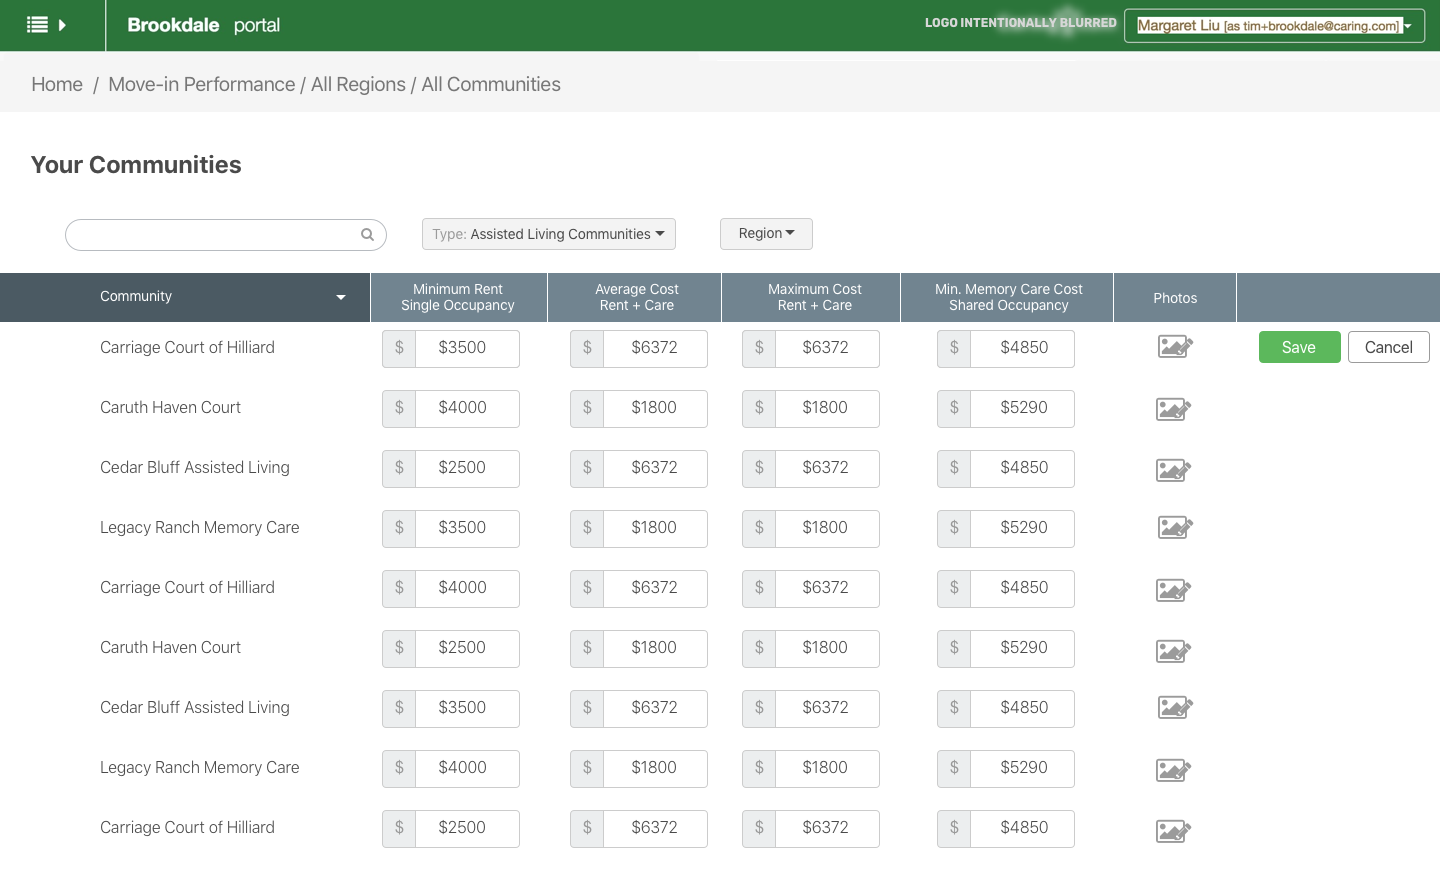 Brookdale portal
LOGO INTENTIONALLY BLURRED
Margaret Liu [as tim+brookdale@caring.com]
Home / Move-in Performance / All Regions / All Communities
Your Communities
Type: Assisted Living Communities
Region
Community
Minimum Rent
Single Occupancy
Average Cost
Rent + Care
Maximum Cost
Rent + Care
Min. Memory Care Cost
Shared Occupancy
Photos
Carriage Court of Hilliard $ $3500 $ $6372 $ $6372 $ $4850 Save Cancel
Caruth Haven Court $ $4000 $ $1800 $ $1800 $ $5290
Cedar Bluff Assisted Living $ $2500 $ $6372 $ $6372 $ $4850
Legacy Ranch Memory Care $ $3500 $ $1800 $ $1800 $ $5290
Carriage Court of Hilliard $ $4000 $ $6372 $ $6372 $ $4850
Caruth Haven Court $ $2500 $ $1800 $ $1800 $ $5290
Cedar Bluff Assisted Living $ $3500 $ $6372 $ $6372 $ $4850
Legacy Ranch Memory Care $ $4000 $ $1800 $ $1800 $ $5290
Carriage Court of Hilliard $ $2500 $ $6372 $ $6372 $ $4850